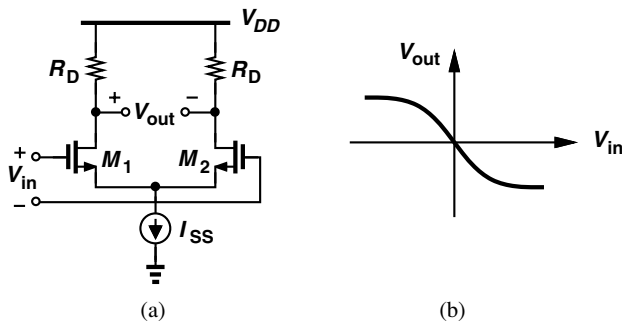 V_DD
R_D
R_D
+ V_out −
+
V_in
−
M_1
M_2
I_SS
(a)
V_out
V_in
(b)